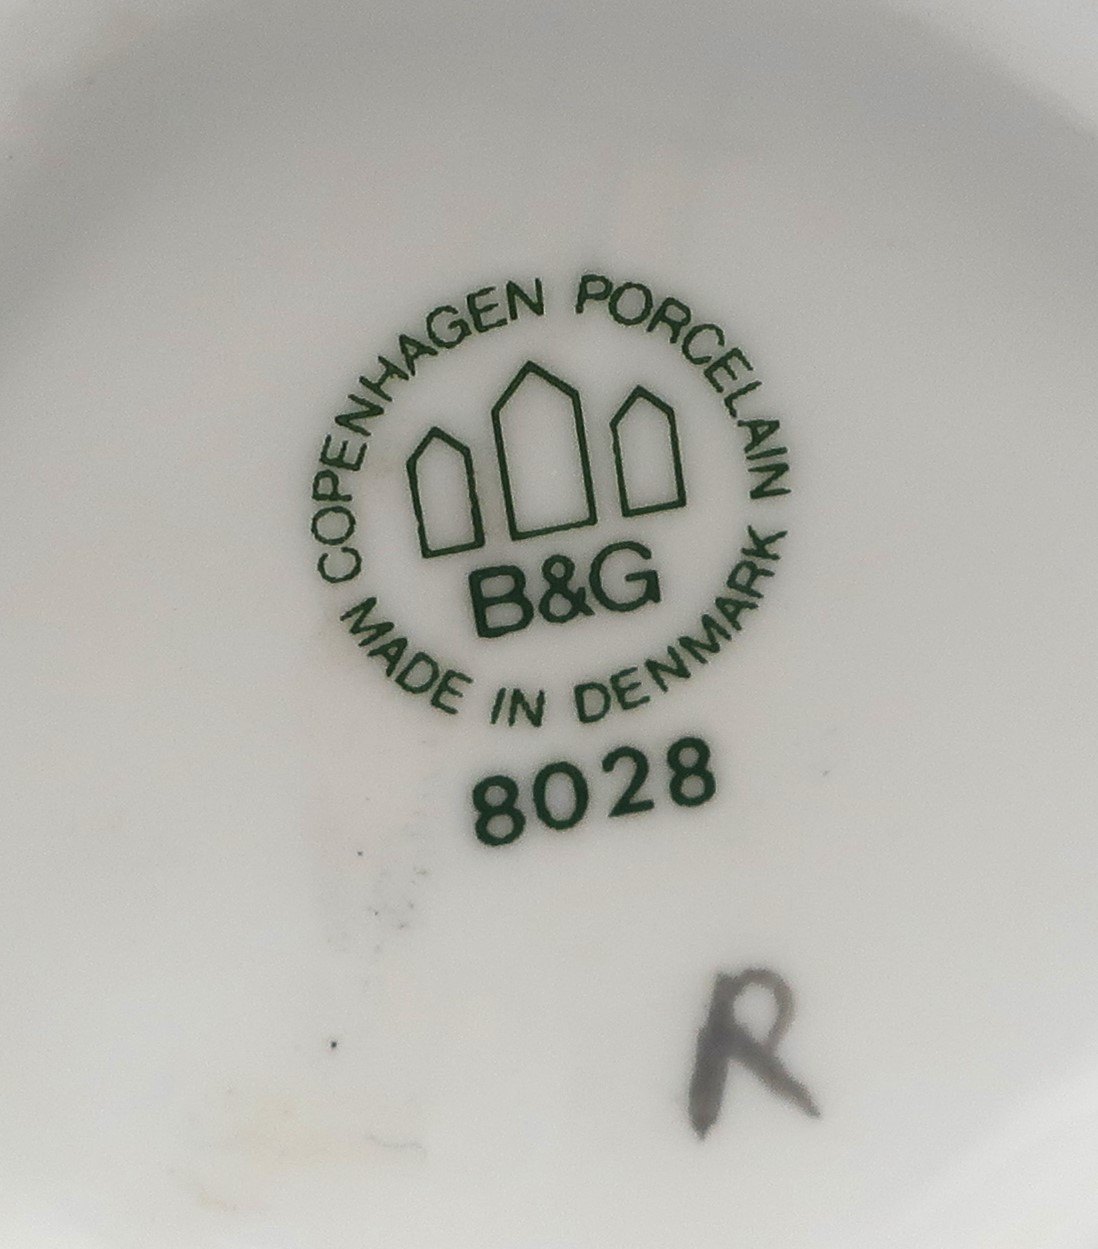 COPENHAGEN PORCELAIN
B&G
MADE IN DENMARK
8028
R